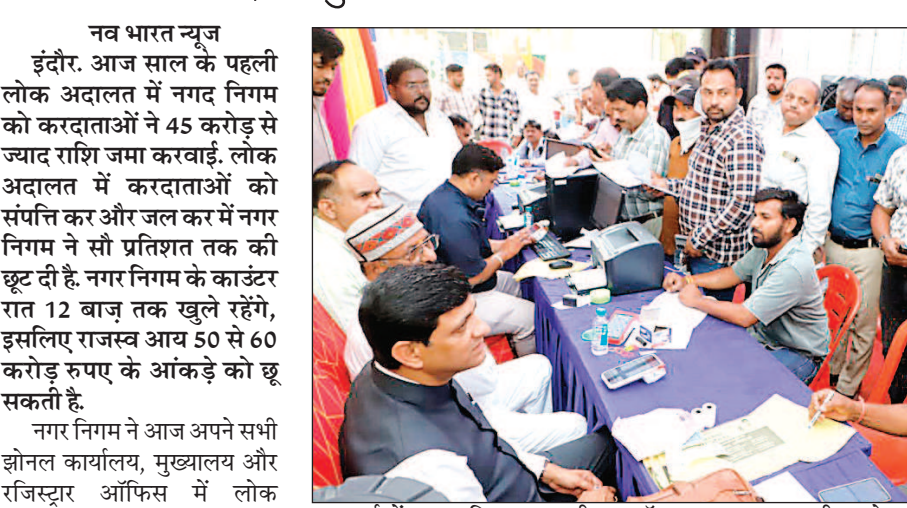 नव भारत न्यूज
इंदौर. आज साल के पहली
लोक अदालत में नगद निगम
को करदाताओं ने 45 करोड़ से
ज्याद राशि जमा करवाई. लोक
अदालत में करदाताओं को
संपत्ति कर और जल कर में नगर
निगम ने सौ प्रतिशत तक की
छूट दी है. नगर निगम के काउंटर
रात 12 बाज़ तक खुले रहेंगे,
इसलिए राजस्व आय 50 से 60
करोड़ रुपए के आंकड़े को छू
सकती है.
नगर निगम ने आज अपने सभी
झोनल कार्यालय, मुख्यालय और
रजिस्ट्रार ऑफिस में लोक